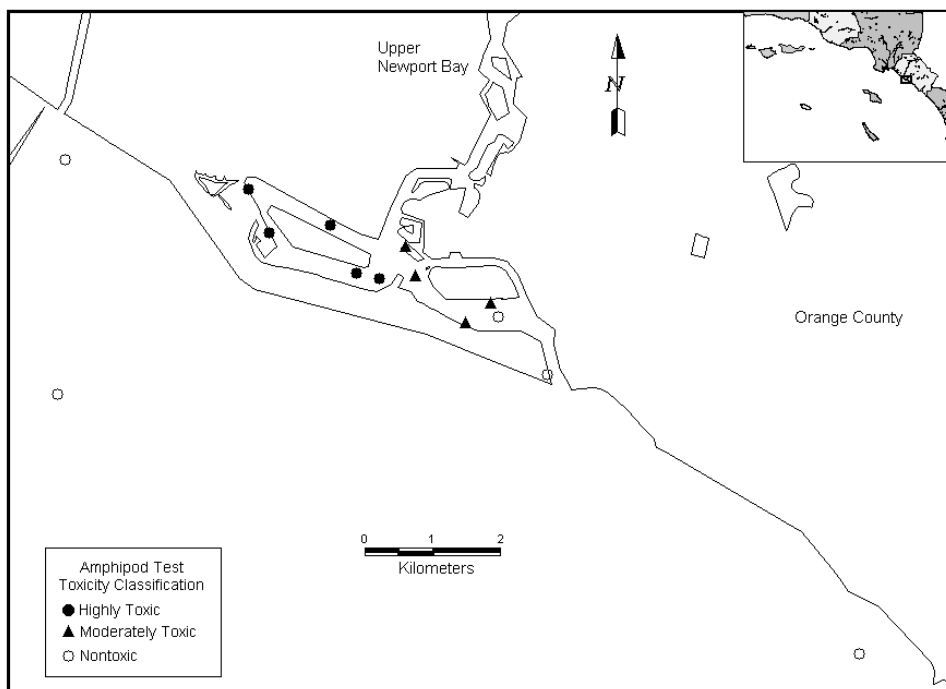 Upper
Newport Bay
N
Orange County
0 1 2
Kilometers
Amphipod Test
Toxicity Classification
Highly Toxic
Moderately Toxic
Nontoxic